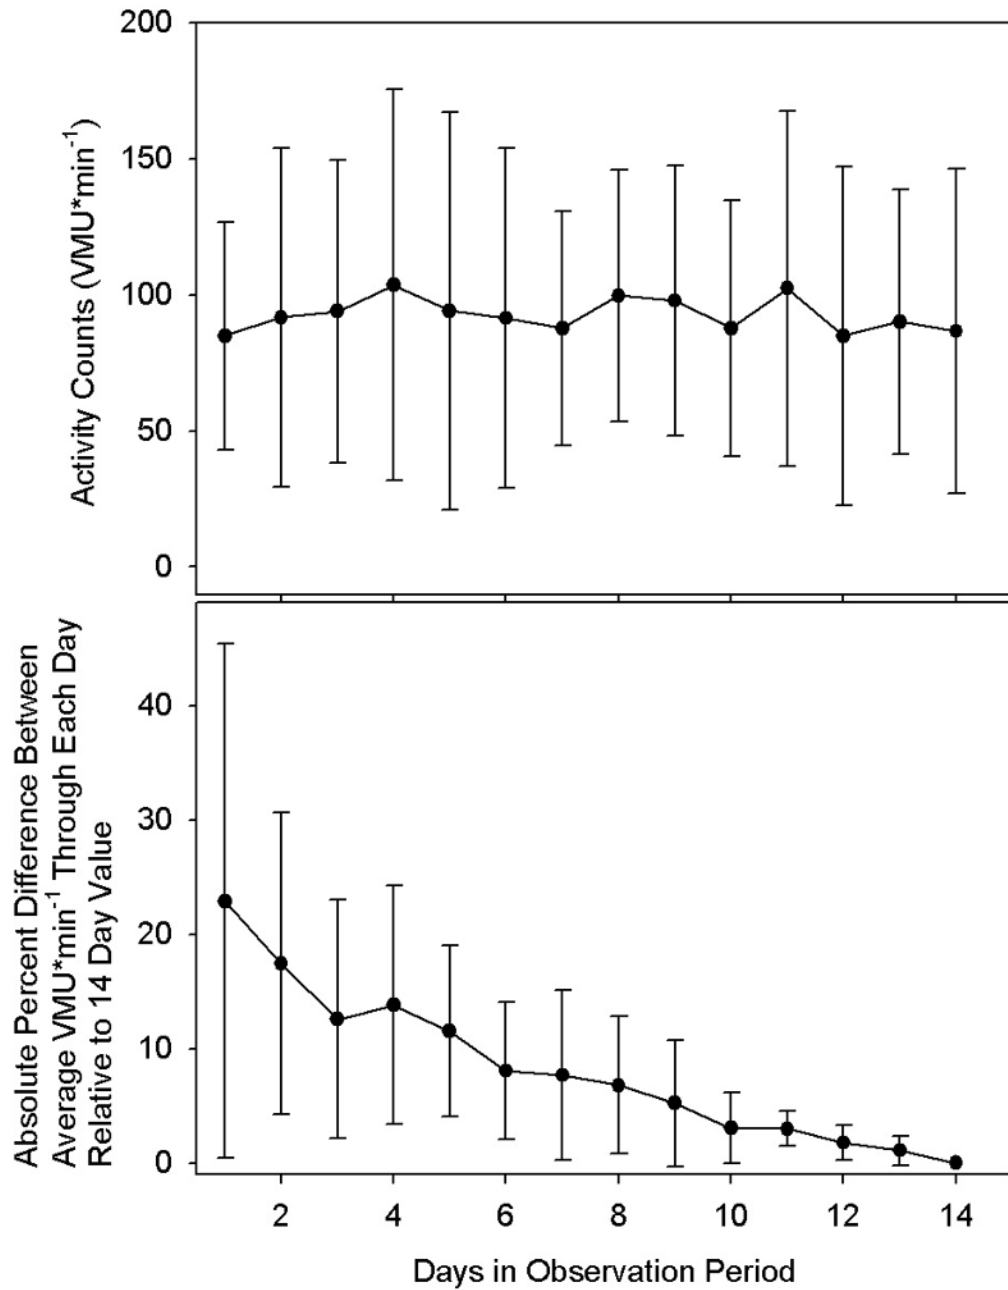 200
150
100
50
0
Activity Counts (VMU*min⁻¹)
40
30
20
10
0
Absolute Percent Difference Between
Average VMU*min⁻¹ Through Each Day
Relative to 14 Day Value
2 4 6 8 10 12 14
Days in Observation Period